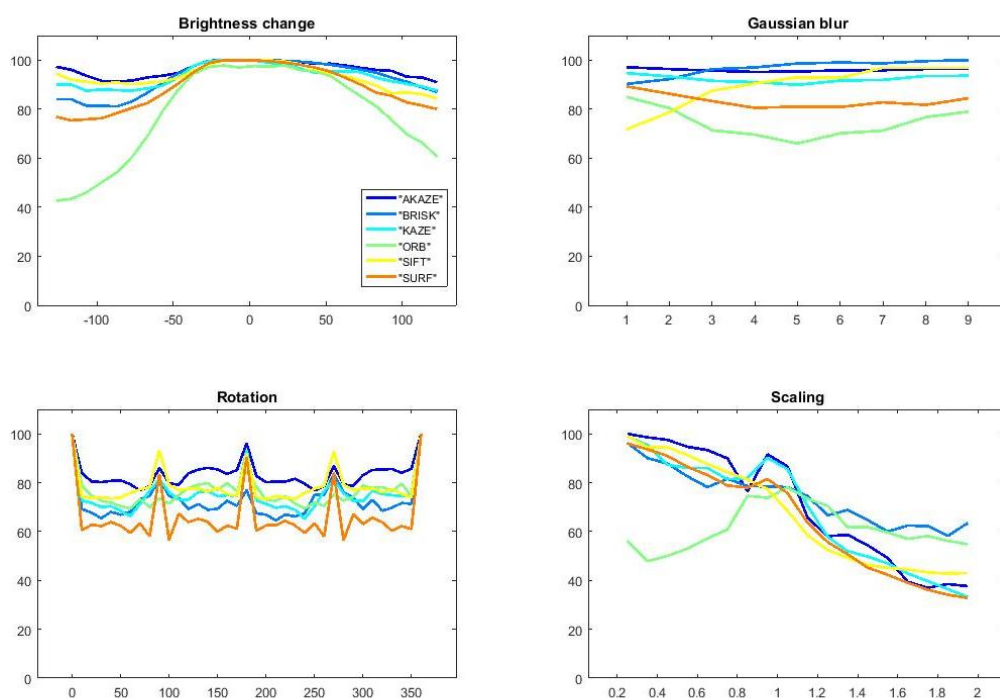 Brightness change
100
80
60
40
20
0
-100 -50 0 50 100
"AKAZE"
"BRISK"
"KAZE"
"ORB"
"SIFT"
"SURF"
Gaussian blur
100
80
60
40
20
0
1 2 3 4 5 6 7 8 9
Rotation
100
80
60
40
20
0
0 50 100 150 200 250 300 350
Scaling
100
80
60
40
20
0
0.2 0.4 0.6 0.8 1 1.2 1.4 1.6 1.8 2